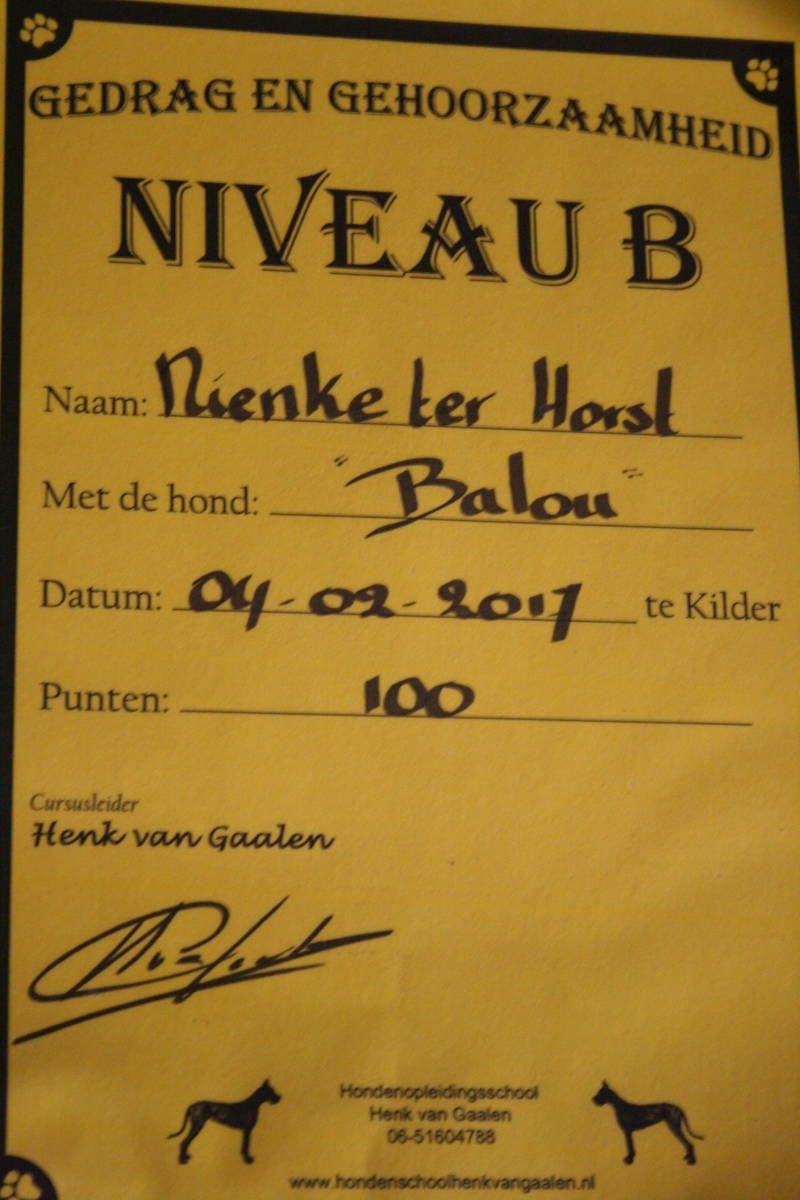 GEDRAG EN GEHOORZAAMHEID
NIVEAU B
Naam: Nienke ter Horst
Met de hond: "Balou"
Datum: 04-02-2017 te Kilder
Punten: 100
Cursusleider
Henk van Gaalen
Hondenopleidingsschool
Henk van Gaalen
06-51604788
www.hondenschoolhenkvangaalen.nl